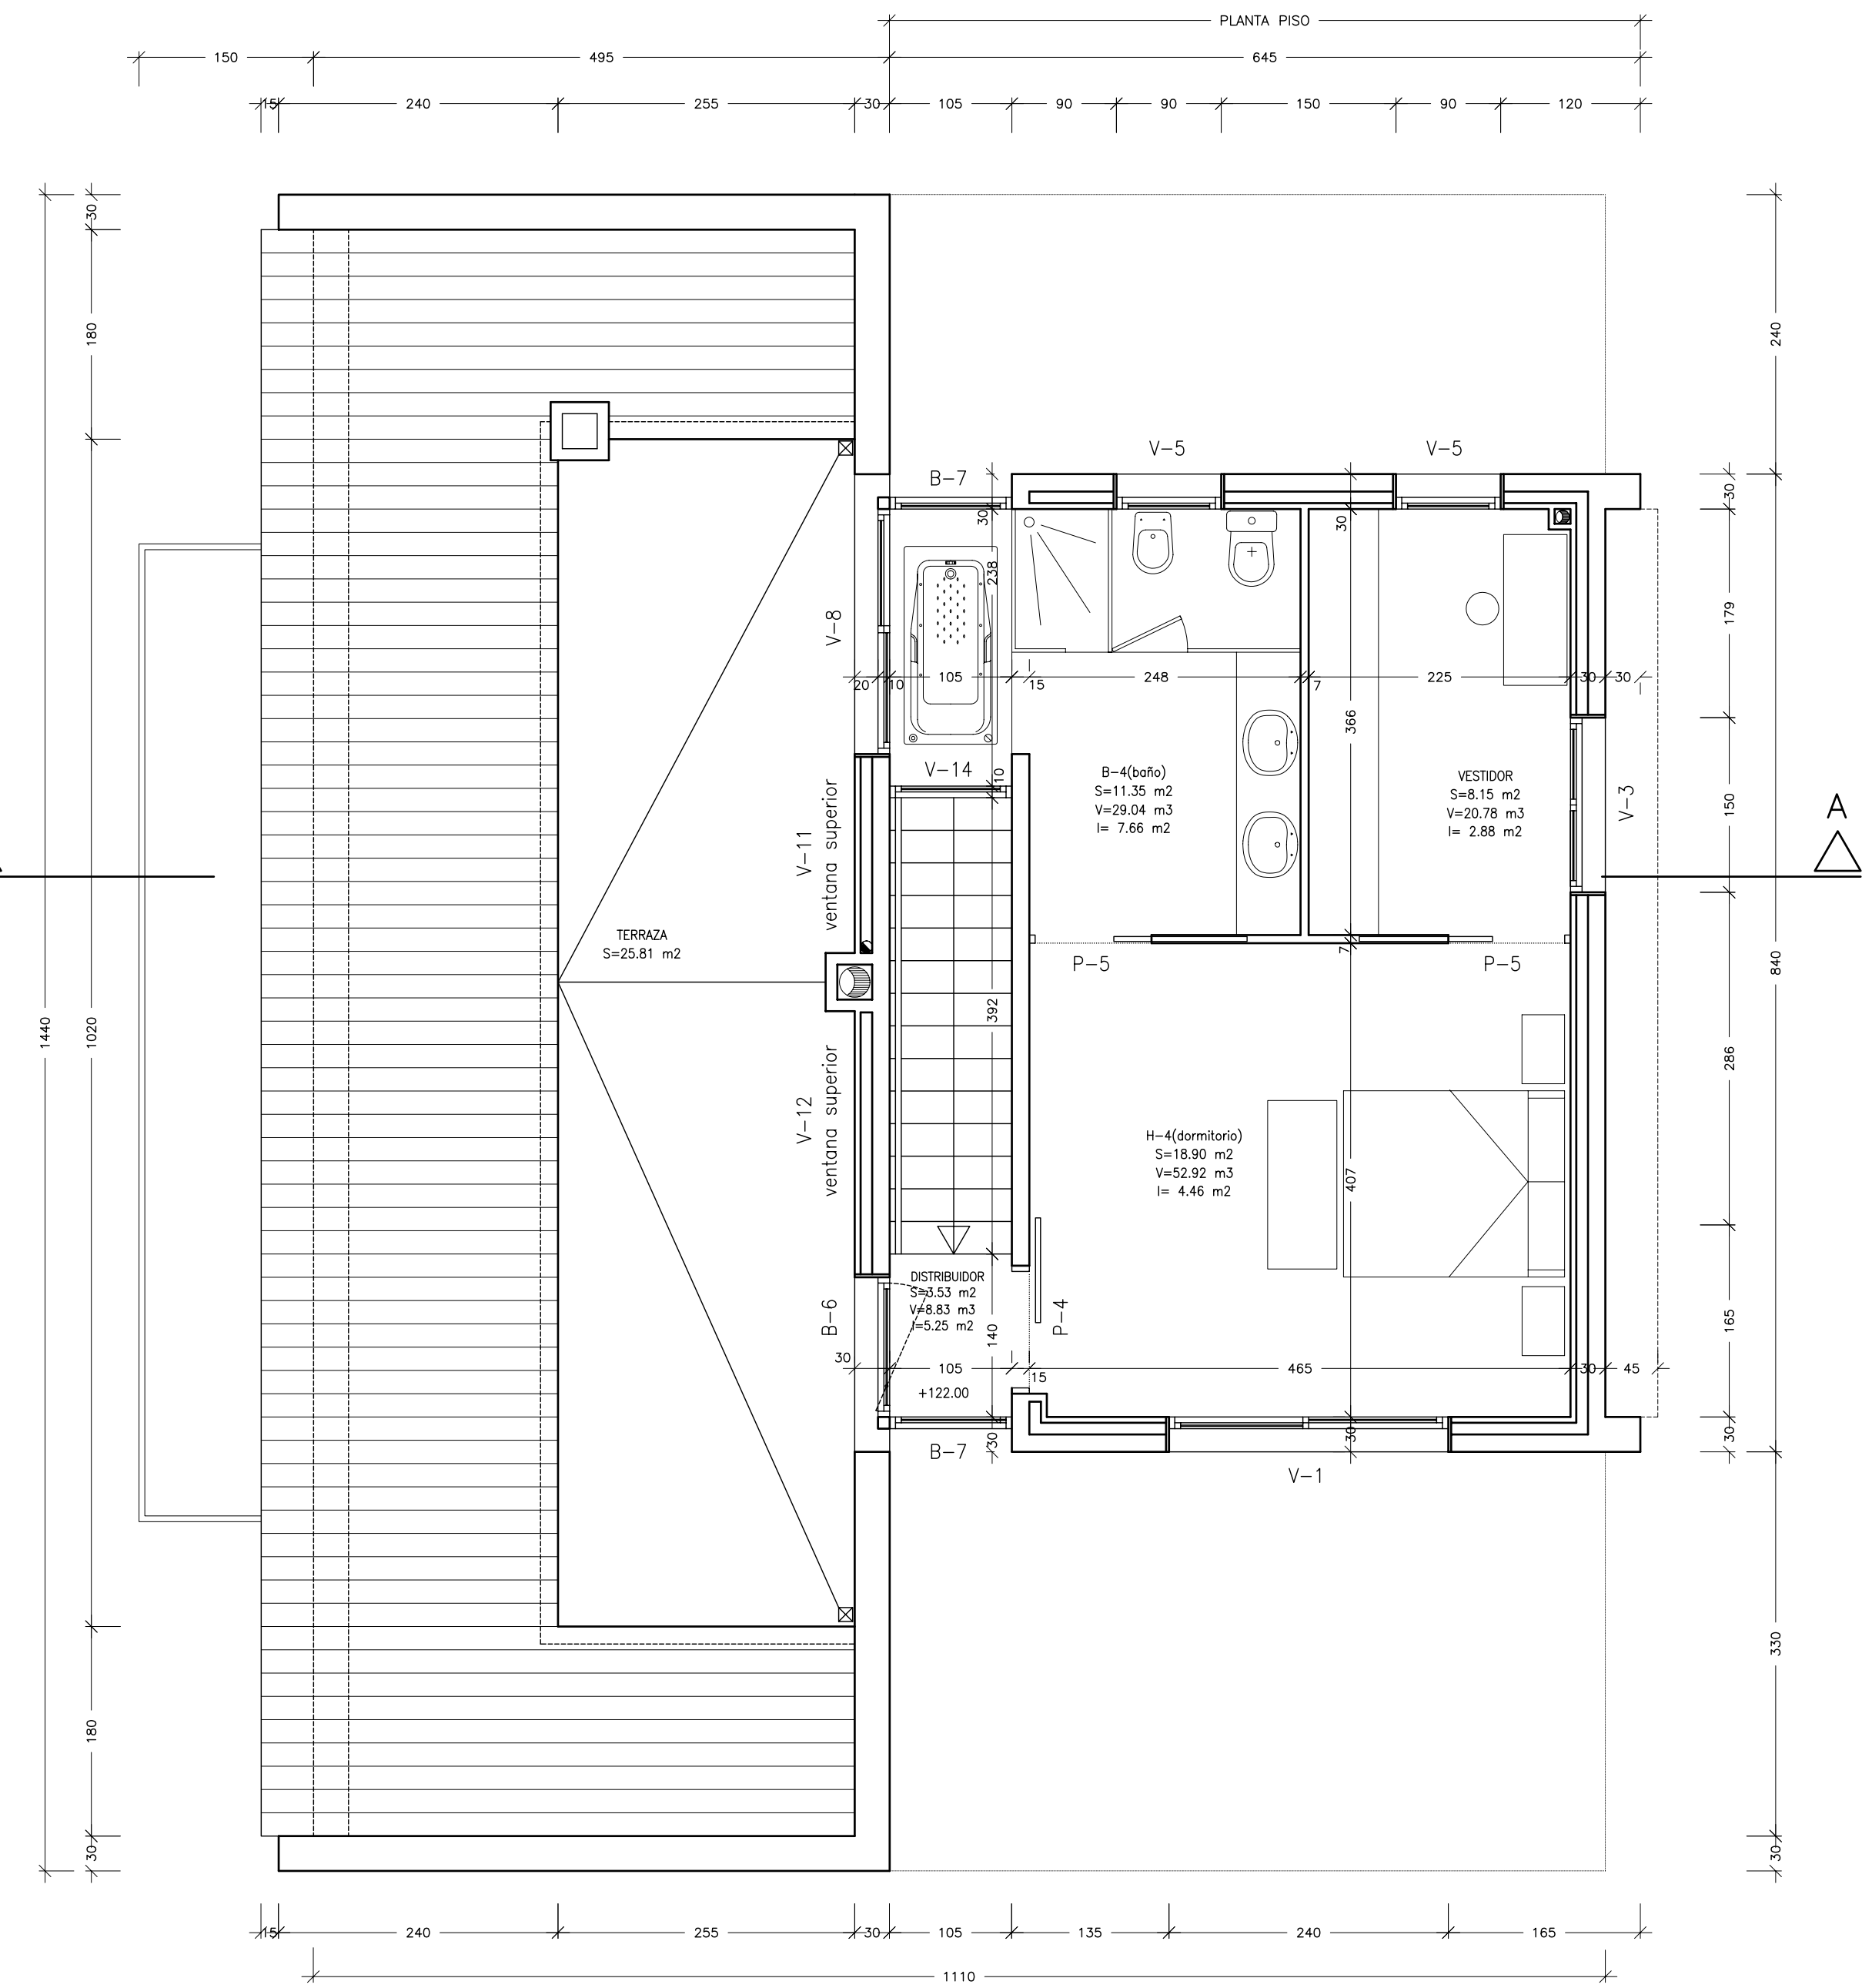 PLANTA PISO
150
495
645
15
240
255
30
105
90
90
150
90
120
30
180
1020
180
30
1440
240
840
330
30
30
179
150
286
165
30
V-5
V-5
B-7
30
30
238
V-8
20
10
105
15
248
7
225
30
30
366
V-14
10
V-11
ventana superior
B-4(baño)
S=11.35 m2
V=29.04 m3
I= 7.66 m2
VESTIDOR
S=8.15 m2
V=20.78 m3
I= 2.88 m2
V-3
A
TERRAZA
S=25.81 m2
P-5
7
P-5
392
V-12
ventana superior
H-4(dormitorio)
S=18.90 m2
V=52.92 m3
I= 4.46 m2
407
DISTRIBUIDOR
S=3.53 m2
V=8.83 m3
I=5.25 m2
B-6
140
P-4
30
105
15
465
30
45
+122.00
B-7
30
30
V-1
15
240
255
30
105
135
240
165
1110